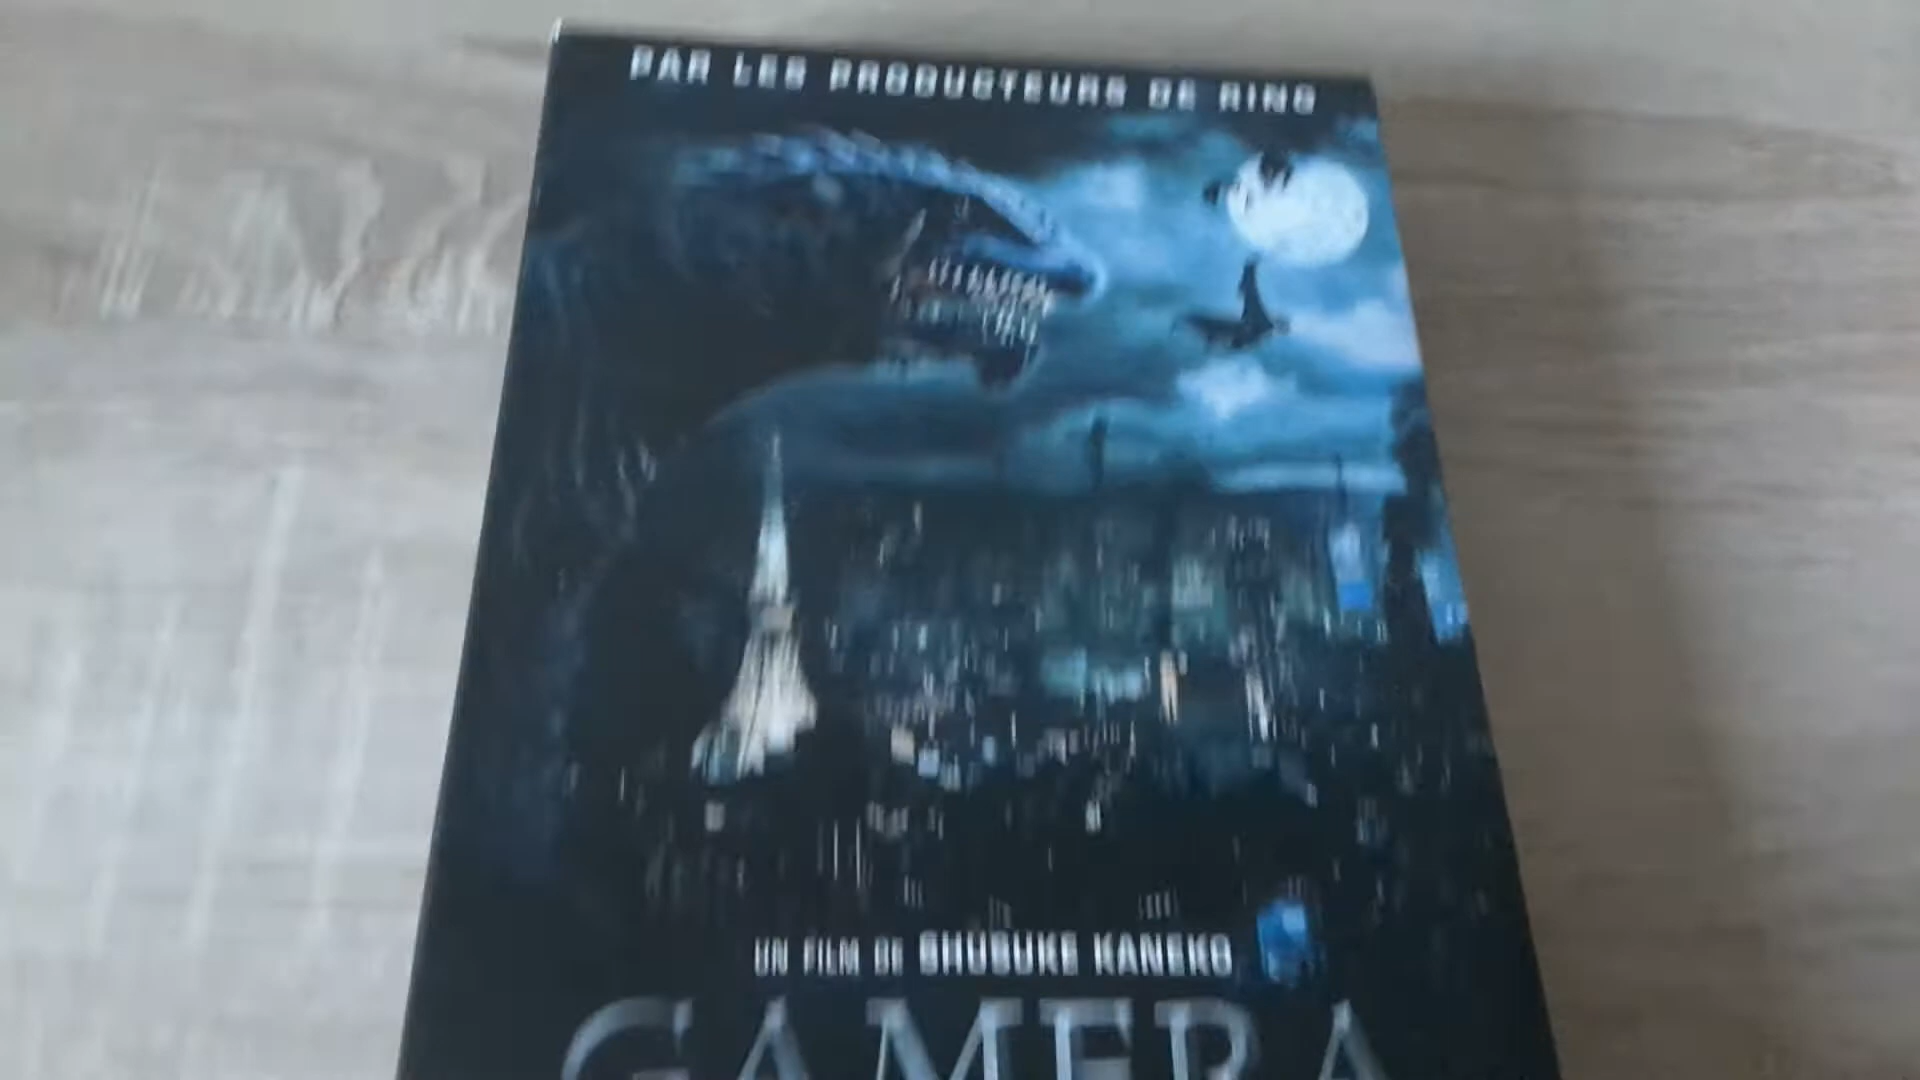 PAR LES PRODUCTEURS DE RING
UN FILM DE SHUSUKE KANEKO
GAMERA